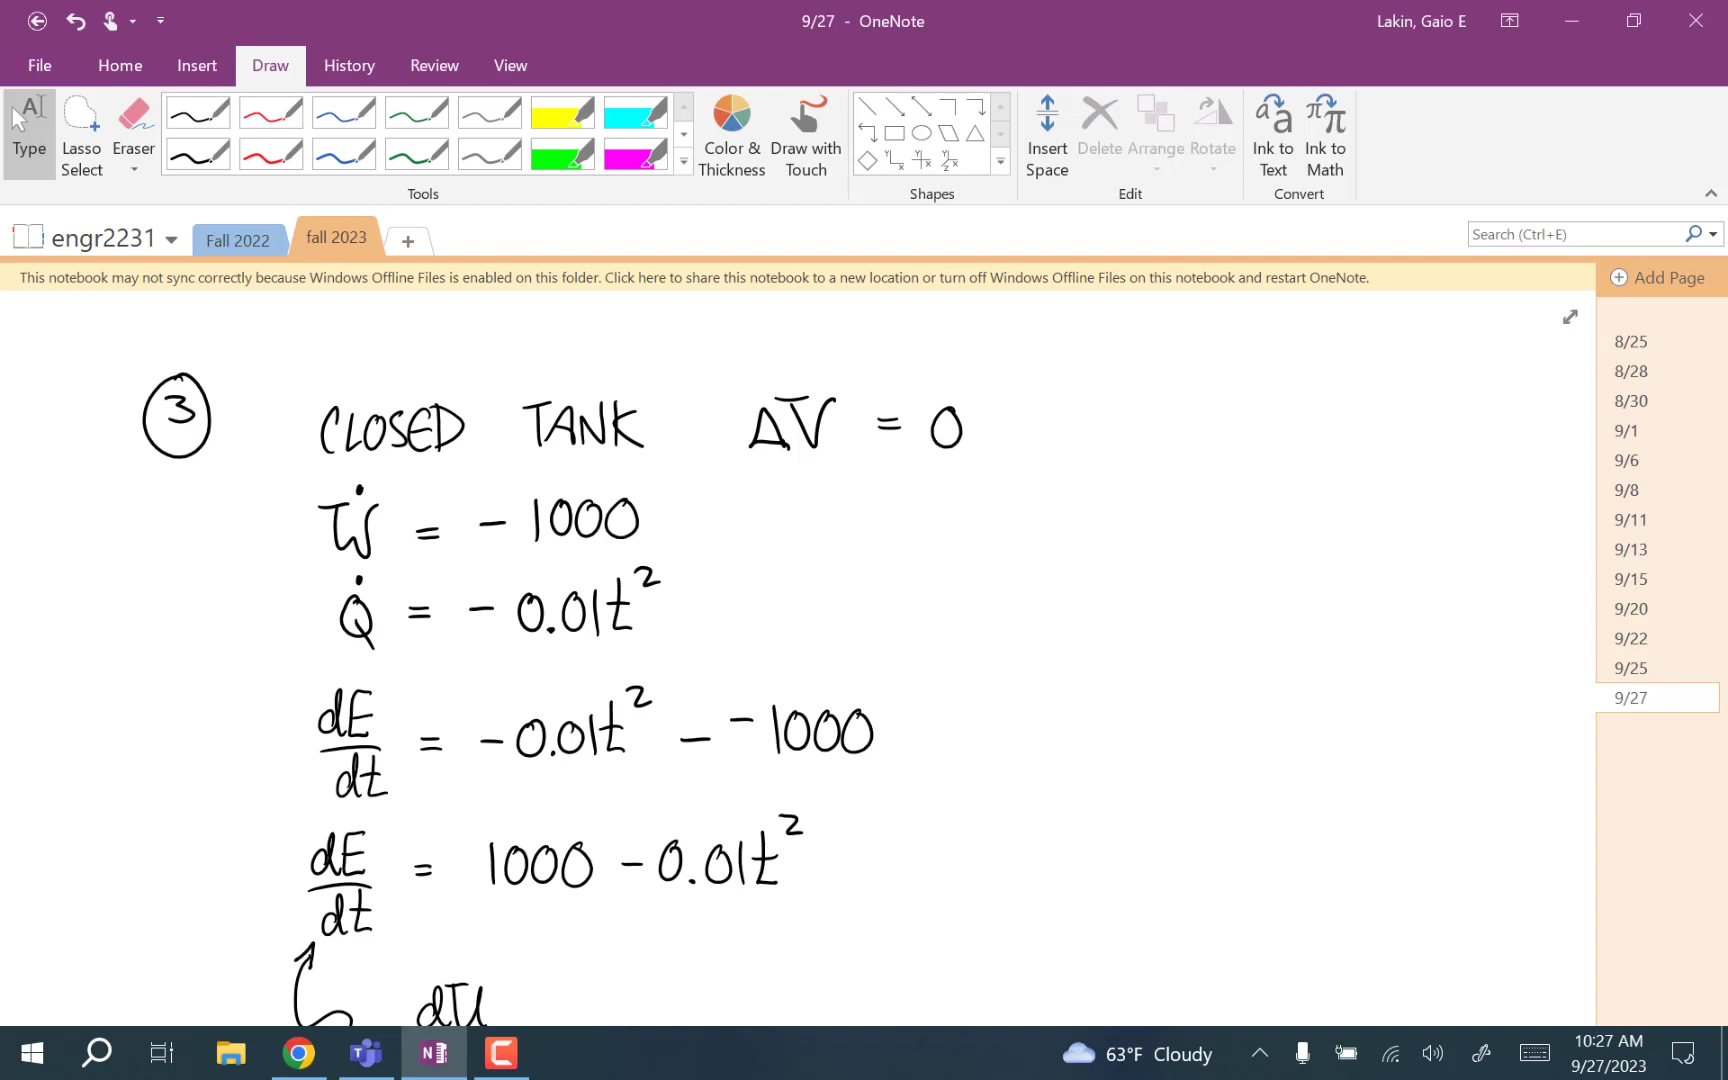 9/27 - OneNote
Lakin, Gaio E
File Home Insert Draw History Review View
Type
Lasso Select
Eraser
Color & Thickness
Draw with Touch
Insert Space
Delete
Arrange
Rotate
Ink to Text
Ink to Math
Tools
Shapes
Edit
Convert
engr2231
Fall 2022
fall 2023
Search (Ctrl+E)
This notebook may not sync correctly because Windows Offline Files is enabled on this folder. Click here to share this notebook to a new location or turn off Windows Offline Files on this notebook and restart OneNote.
Add Page
8/25
8/28
8/30
9/1
9/6
9/8
9/11
9/13
9/15
9/20
9/22
9/25
9/27
③ CLOSED TANK ΔV = 0
Ẇ = - 1000
Q̇ = - 0.01t²
dE/dt = - 0.01t² - -1000
dE/dt = 1000 - 0.01t²
dU
63°F Cloudy
10:27 AM
9/27/2023